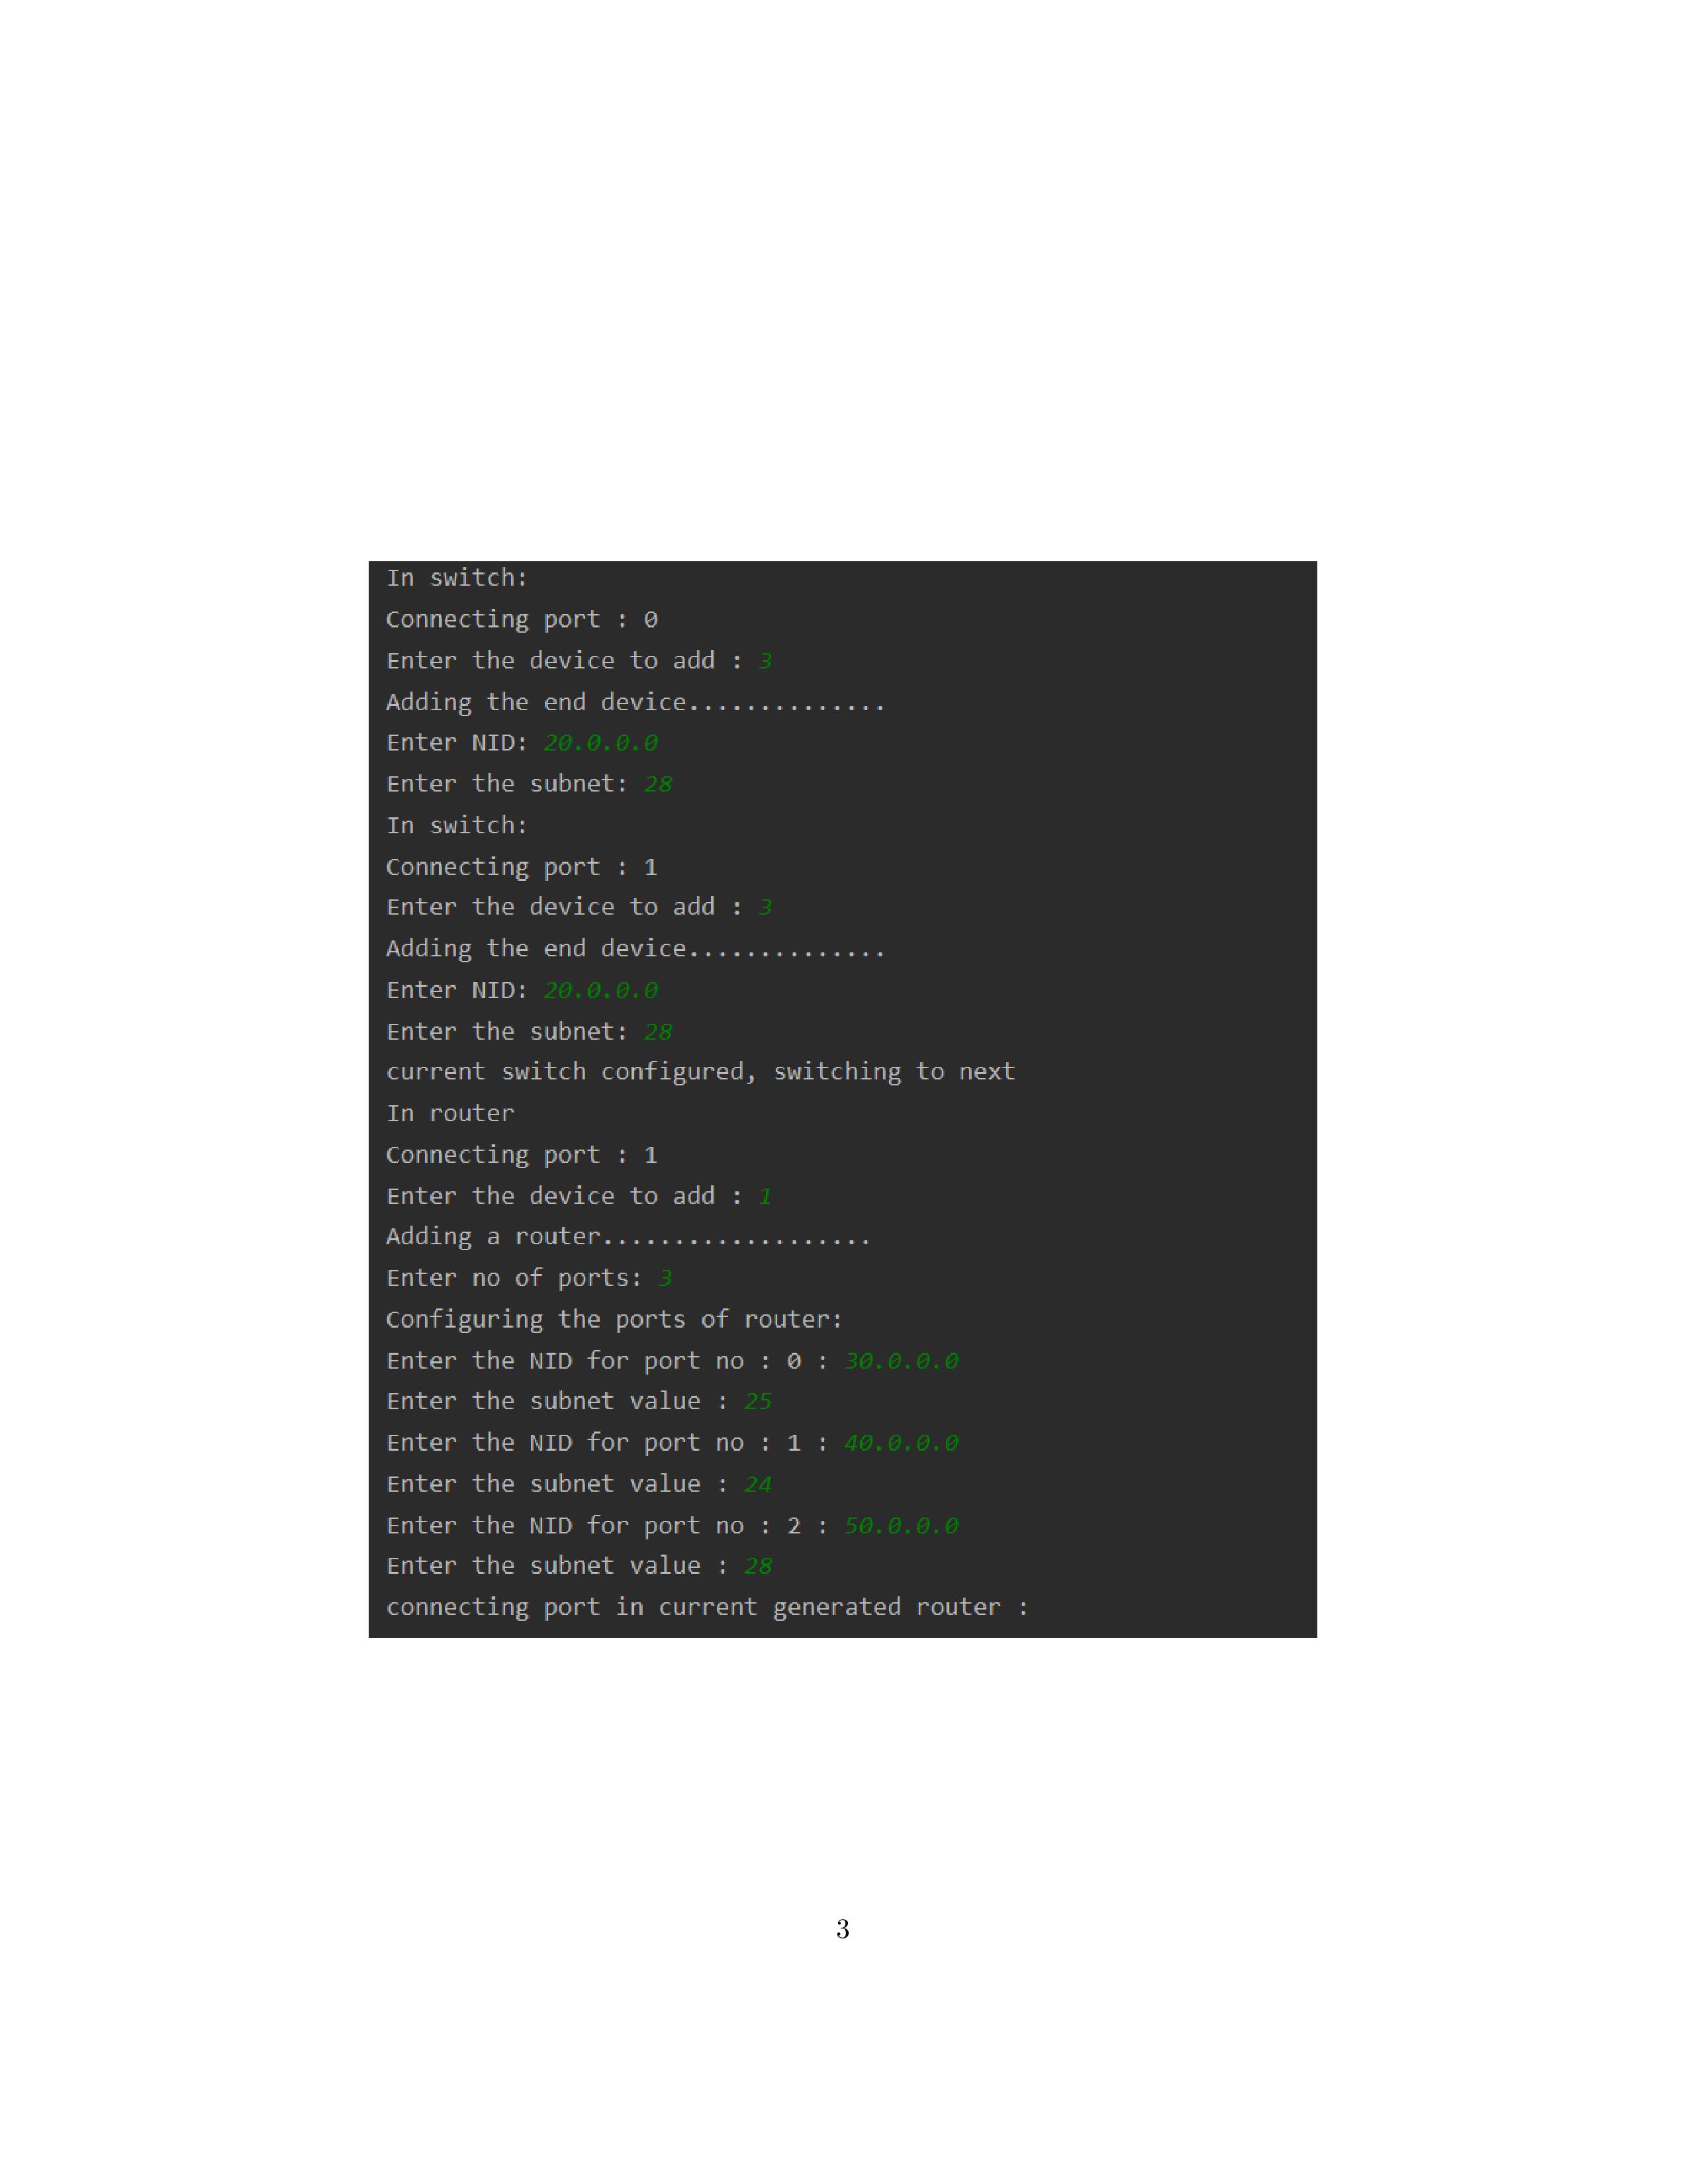 In switch:
Connecting port : 0
Enter the device to add : 3
Adding the end device..............
Enter NID: 20.0.0.0
Enter the subnet: 28
In switch:
Connecting port : 1
Enter the device to add : 3
Adding the end device..............
Enter NID: 20.0.0.0
Enter the subnet: 28
current switch configured, switching to next
In router
Connecting port : 1
Enter the device to add : 1
Adding a router...................
Enter no of ports: 3
Configuring the ports of router:
Enter the NID for port no : 0 : 30.0.0.0
Enter the subnet value : 25
Enter the NID for port no : 1 : 40.0.0.0
Enter the subnet value : 24
Enter the NID for port no : 2 : 50.0.0.0
Enter the subnet value : 28
connecting port in current generated router :
3